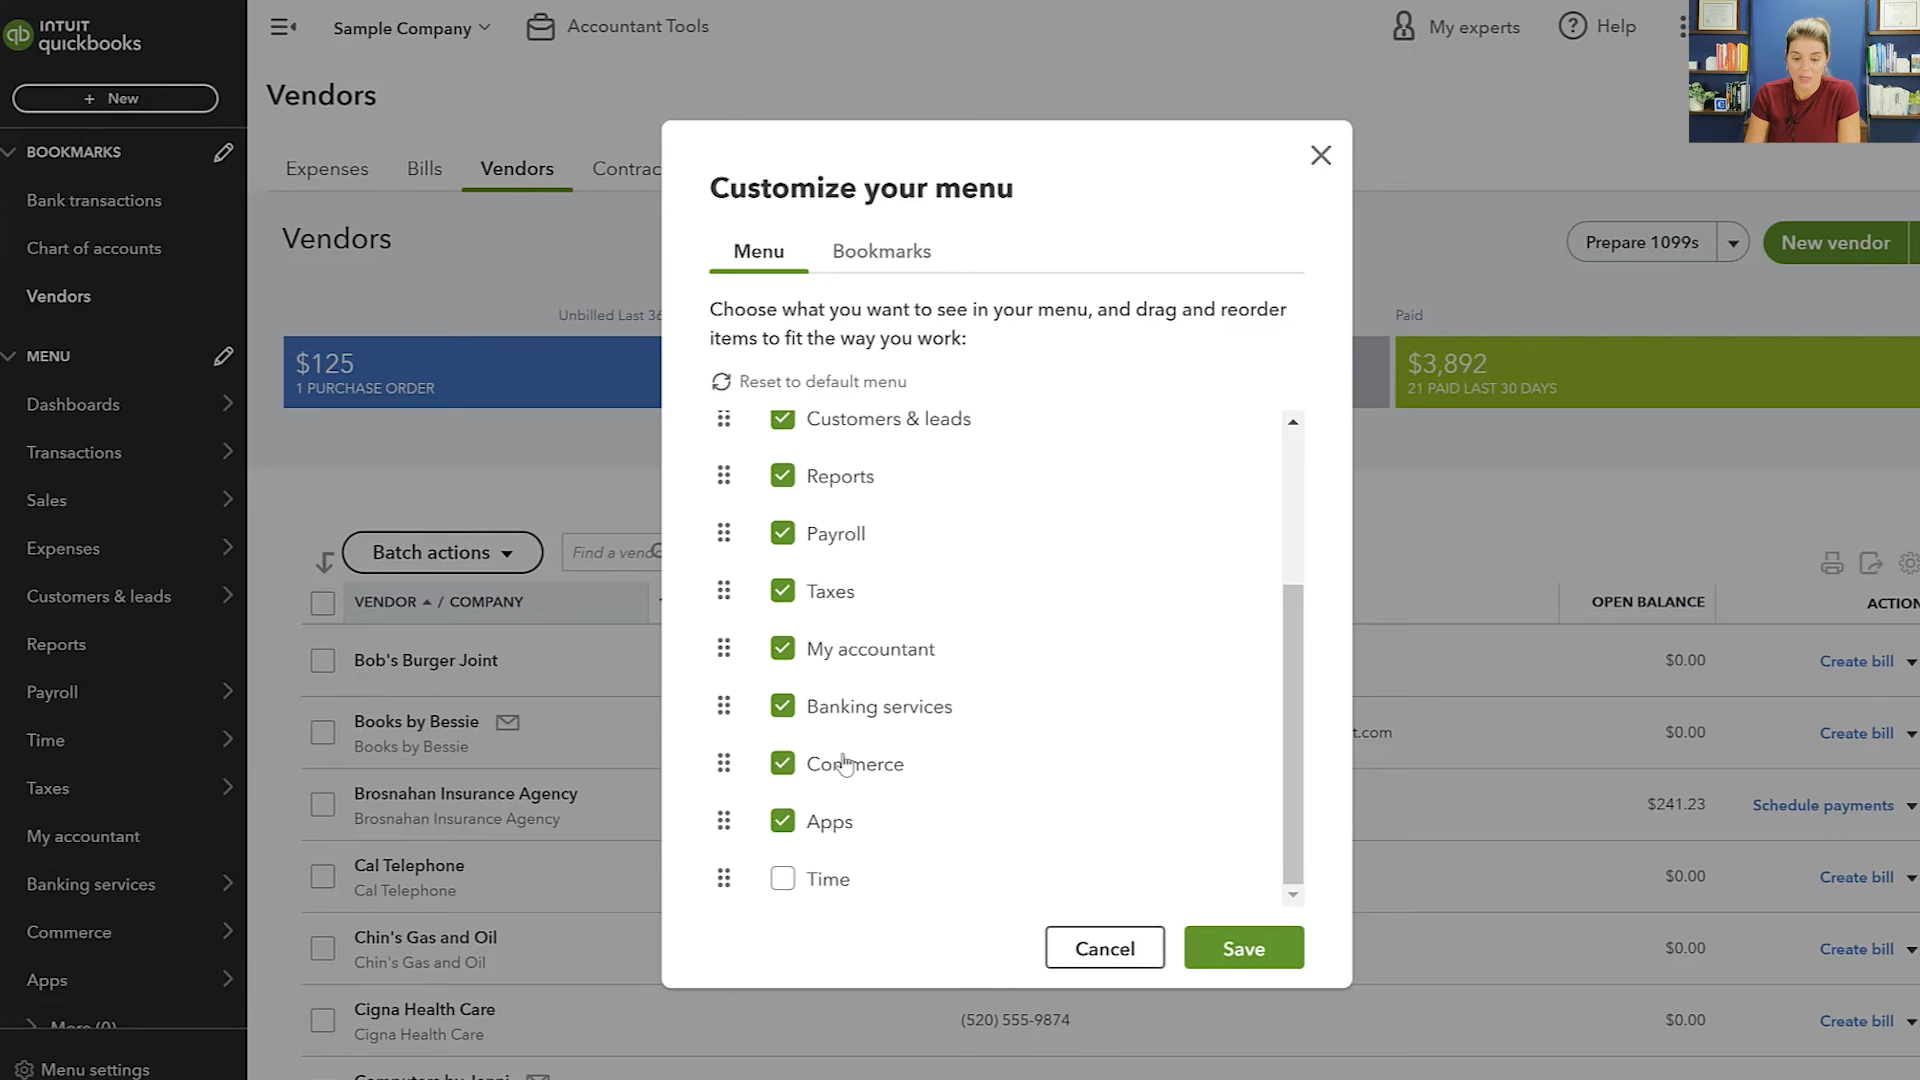 INTUIT
qb quickbooks
+ New
BOOKMARKS
Bank transactions
Chart of accounts
Vendors
MENU
Dashboards
Transactions
Sales
Expenses
Customers & leads
Reports
Payroll
Time
Taxes
My accountant
Banking services
Commerce
Apps
More (0)
Menu settings
Sample Company
Accountant Tools
My experts
? Help
Vendors
Expenses Bills Vendors Contrac
Vendors
Prepare 1099s
New vendor
Unbilled Last 36
Paid
$125
1 PURCHASE ORDER
$3,892
21 PAID LAST 30 DAYS
Batch actions
Find a vend
VENDOR / COMPANY
OPEN BALANCE
ACTION
Bob's Burger Joint
$0.00
Create bill
Books by Bessie
Books by Bessie
t.com
$0.00
Create bill
Brosnahan Insurance Agency
Brosnahan Insurance Agency
$241.23
Schedule payments
Cal Telephone
Cal Telephone
$0.00
Create bill
Chin's Gas and Oil
Chin's Gas and Oil
$0.00
Create bill
Cigna Health Care
Cigna Health Care
(520) 555-9874
$0.00
Create bill
Customize your menu
Menu Bookmarks
Choose what you want to see in your menu, and drag and reorder
items to fit the way you work:
Reset to default menu
Customers & leads
Reports
Payroll
Taxes
My accountant
Banking services
Commerce
Apps
Time
Cancel
Save